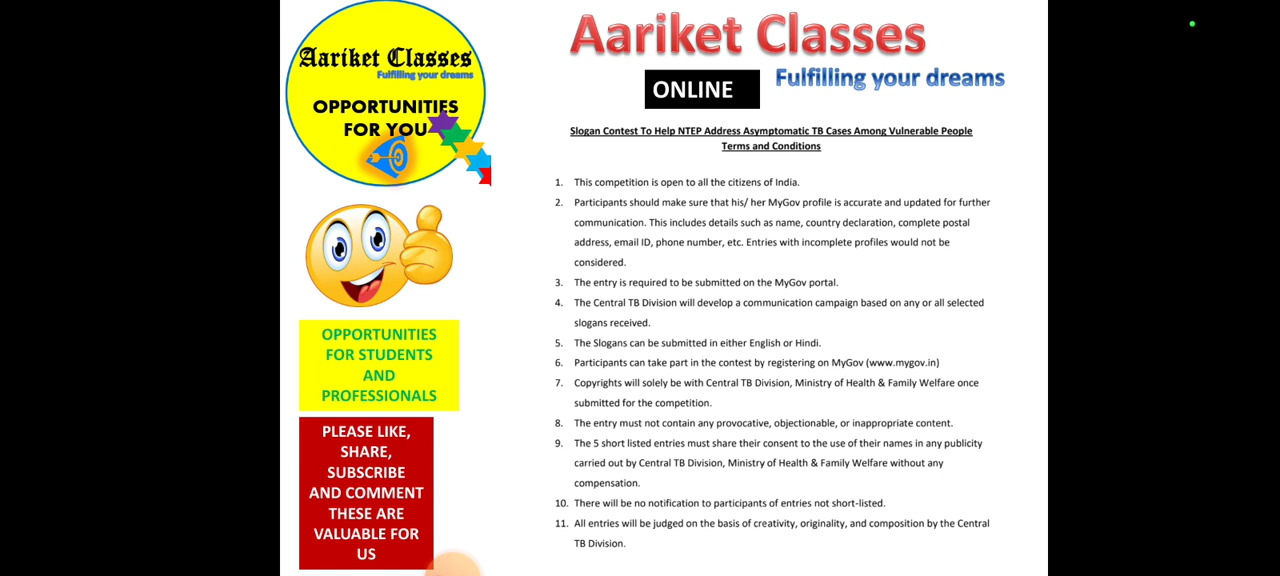 Aariket Classes
Fulfilling your dreams
OPPORTUNITIES
FOR YOU
OPPORTUNITIES
FOR STUDENTS
AND
PROFESSIONALS
PLEASE LIKE,
SHARE,
SUBSCRIBE
AND COMMENT
THESE ARE
VALUABLE FOR
US
Aariket Classes
ONLINE
Fulfilling your dreams
Slogan Contest To Help NTEP Address Asymptomatic TB Cases Among Vulnerable People
Terms and Conditions
1. This competition is open to all the citizens of India.
2. Participants should make sure that his/ her MyGov profile is accurate and updated for further
communication. This includes details such as name, country declaration, complete postal
address, email ID, phone number, etc. Entries with incomplete profiles would not be
considered.
3. The entry is required to be submitted on the MyGov portal.
4. The Central TB Division will develop a communication campaign based on any or all selected
slogans received.
5. The Slogans can be submitted in either English or Hindi.
6. Participants can take part in the contest by registering on MyGov (www.mygov.in)
7. Copyrights will solely be with Central TB Division, Ministry of Health & Family Welfare once
submitted for the competition.
8. The entry must not contain any provocative, objectionable, or inappropriate content.
9. The 5 short listed entries must share their consent to the use of their names in any publicity
carried out by Central TB Division, Ministry of Health & Family Welfare without any
compensation.
10. There will be no notification to participants of entries not short-listed.
11. All entries will be judged on the basis of creativity, originality, and composition by the Central
TB Division.